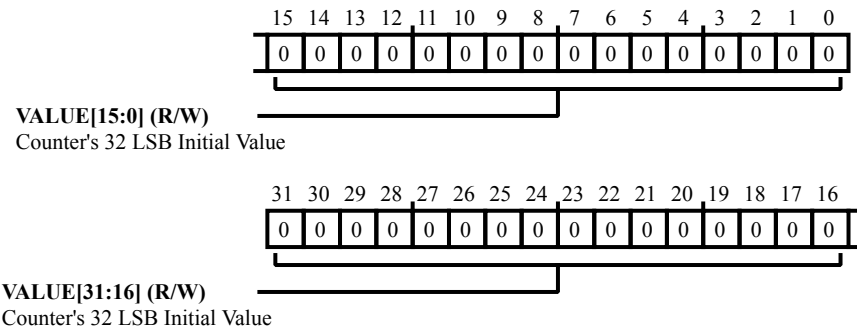 15 14 13 12 11 10 9 8 7 6 5 4 3 2 1 0
0 0 0 0 0 0 0 0 0 0 0 0 0 0 0 0
VALUE[15:0] (R/W)
Counter's 32 LSB Initial Value
31 30 29 28 27 26 25 24 23 22 21 20 19 18 17 16
0 0 0 0 0 0 0 0 0 0 0 0 0 0 0 0
VALUE[31:16] (R/W)
Counter's 32 LSB Initial Value